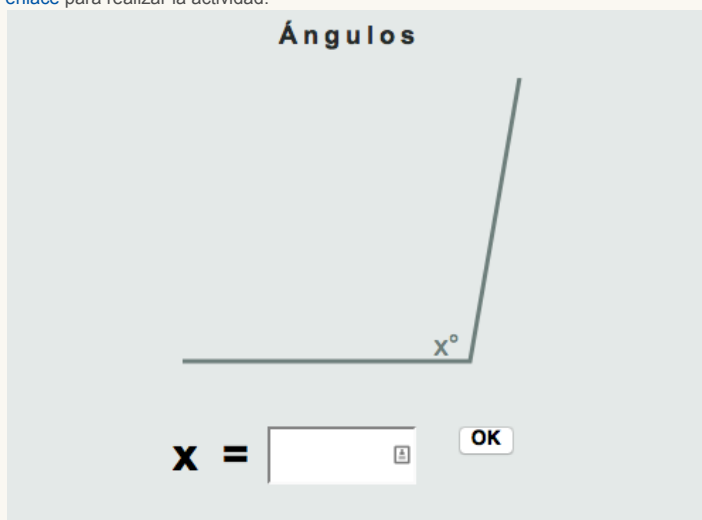 enlace para realizar la actividad.
Ángulos
x°
x =
OK